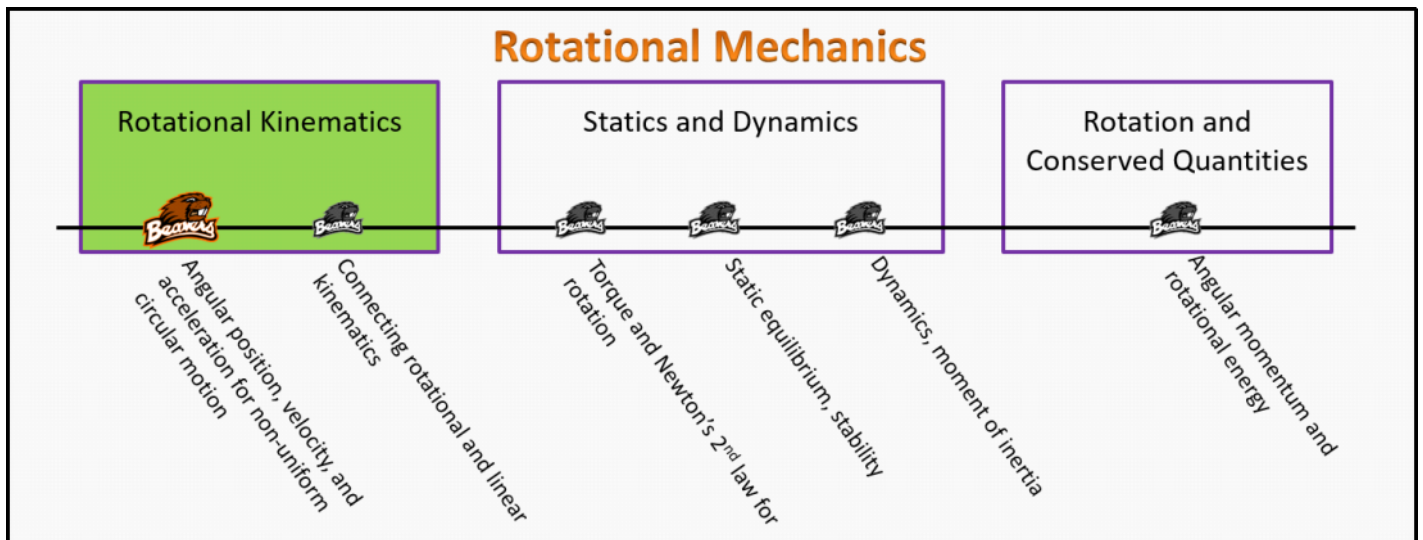 Rotational Mechanics
Rotational Kinematics
Statics and Dynamics
Rotation and
Conserved Quantities
Beavers
Beavers
Beavers
Beavers
Beavers
Beavers
Angular position, velocity, and
acceleration for non-uniform
circular motion
Connecting rotational and linear
kinematics
Torque and Newton's 2nd law for
rotation
Static equilibrium, stability
Dynamics, moment of inertia
Angular momentum and
rotational energy